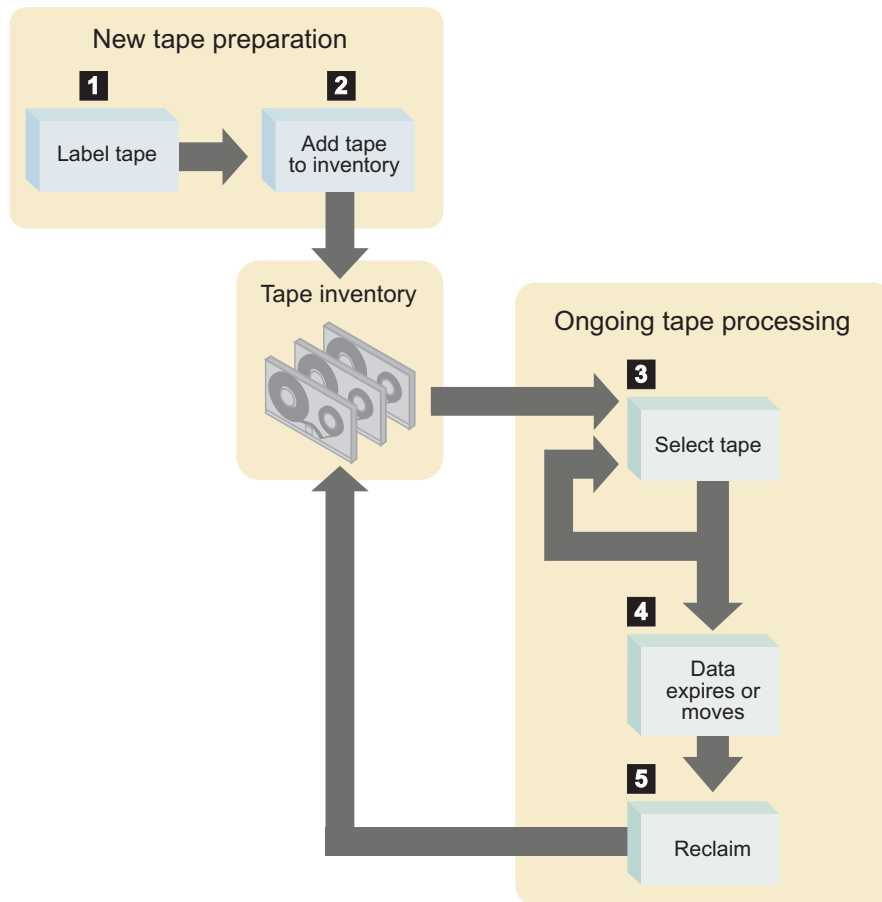 New tape preparation
1
2
Label tape
Add tape
to inventory
Tape inventory
Ongoing tape processing
3
Select tape
4
Data
expires or
moves
5
Reclaim